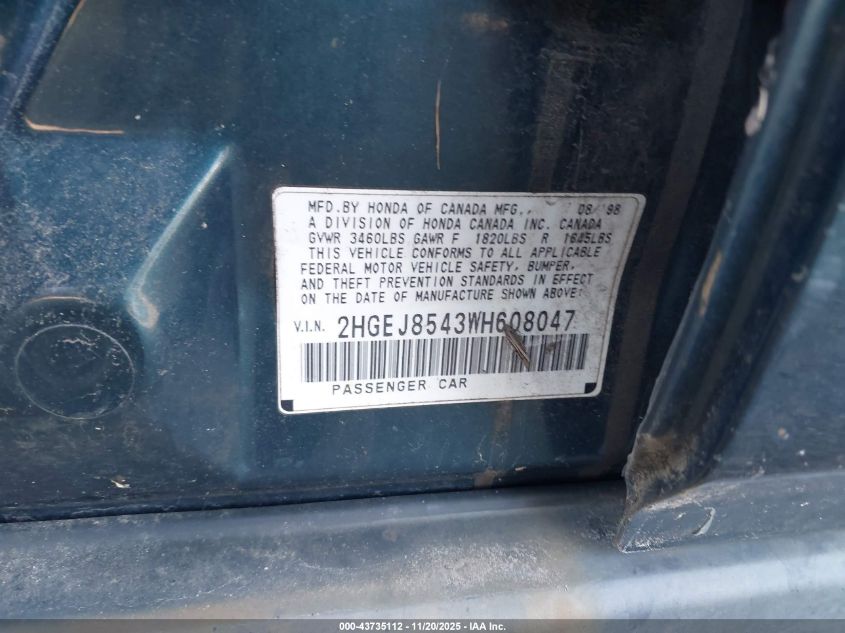 MFD. BY HONDA OF CANADA MFG., 08/98
A DIVISION OF HONDA CANADA INC. CANADA
GVWR 3460LBS GAWR F 1820LBS R 1645LBS
THIS VEHICLE CONFORMS TO ALL APPLICABLE
FEDERAL MOTOR VEHICLE SAFETY, BUMPER,
AND THEFT PREVENTION STANDARDS IN EFFECT
ON THE DATE OF MANUFACTURE SHOWN ABOVE:
V.I.N. 2HGEJ8543WH608047
PASSENGER CAR
000-43735112 - 11/20/2025 - IAA Inc.